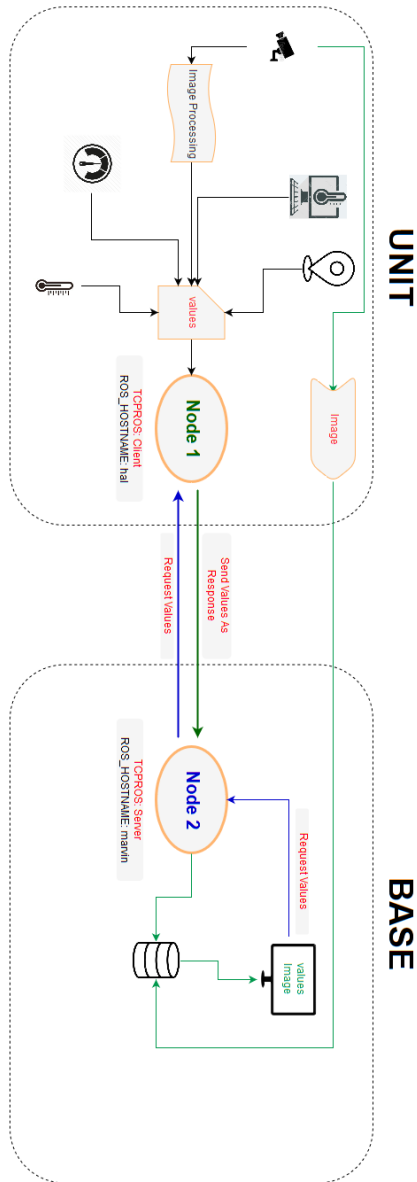 UNIT
BASE
Image Processing
values
Image
Node 1
TCPROS: Client
ROS_HOSTNAME: hal
Send Values As
Response
Request Values
Node 2
TCPROS: Server
ROS_HOSTNAME: marvin
Request Values
values
Image